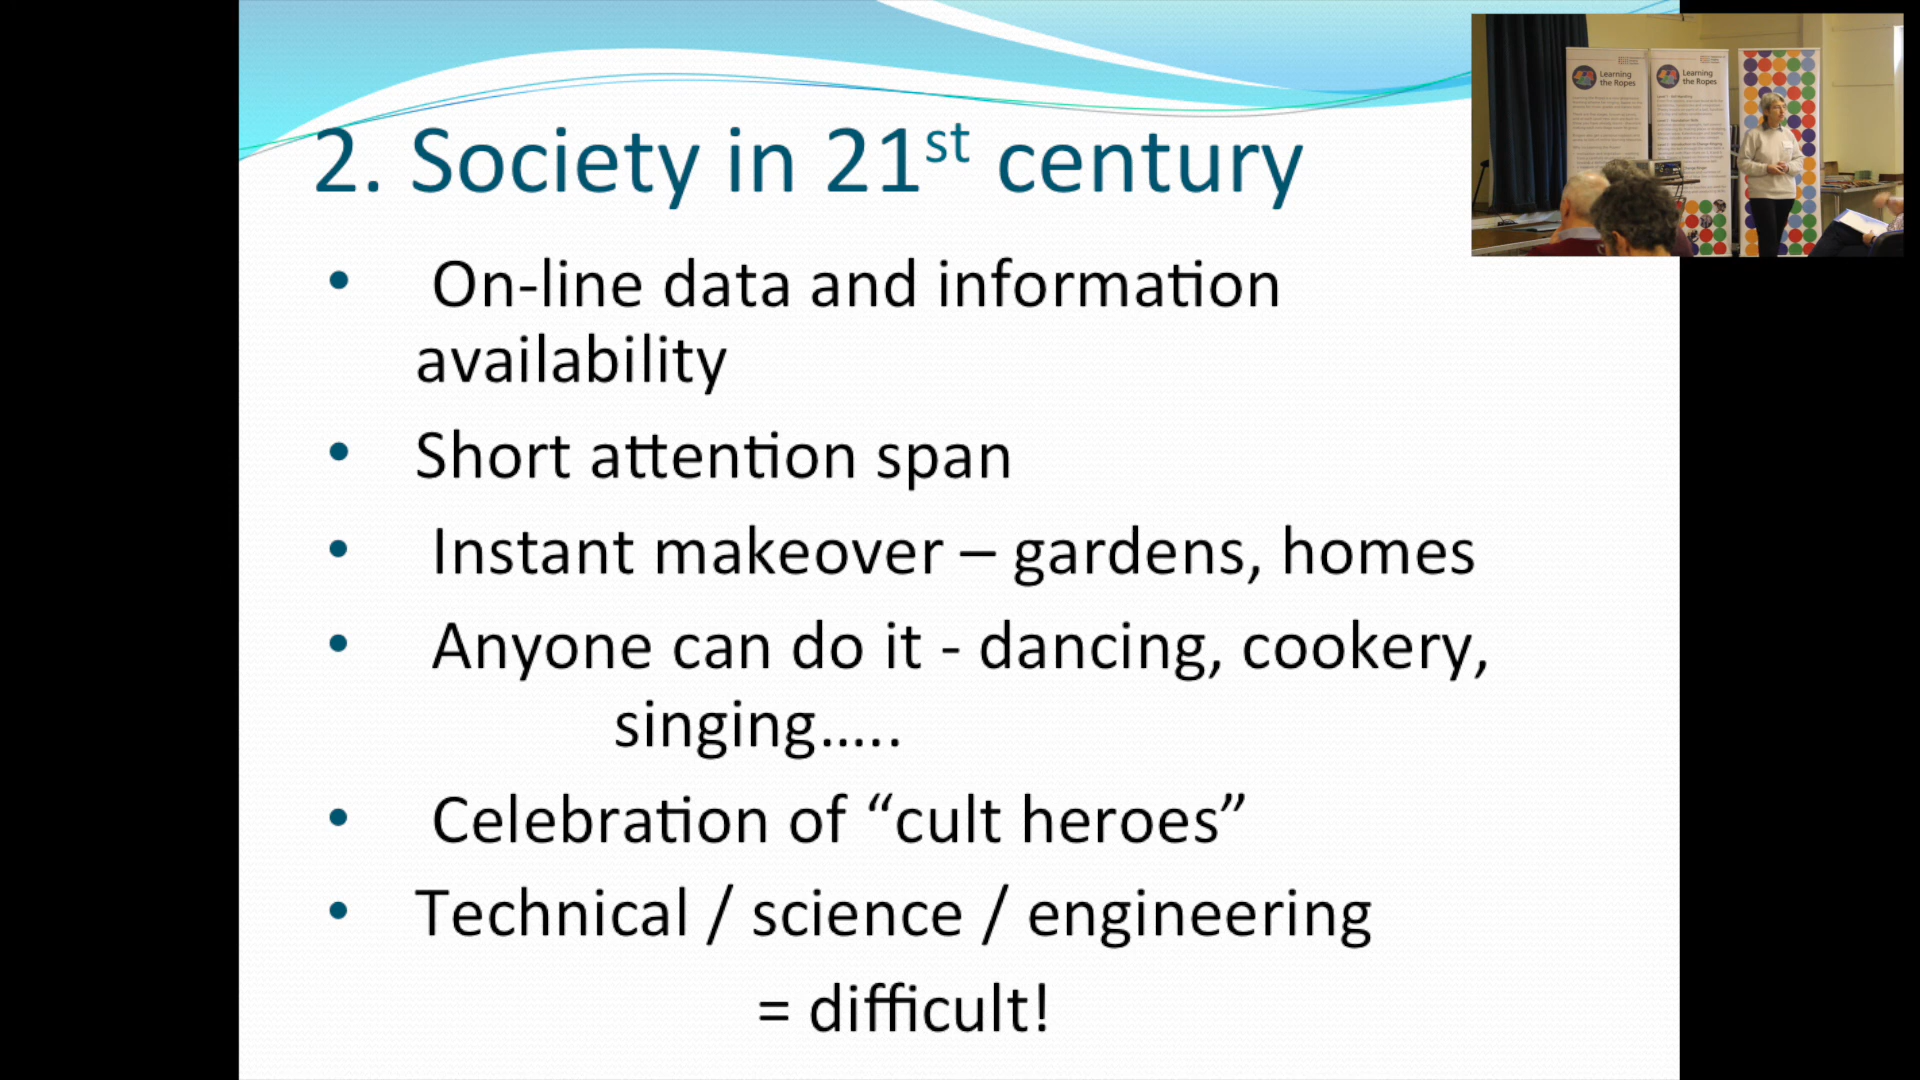 2. Society in 21st century
• On-line data and information
availability
• Short attention span
• Instant makeover – gardens, homes
• Anyone can do it - dancing, cookery,
singing…..
• Celebration of “cult heroes”
• Technical / science / engineering
= difficult!
Learning
the Ropes
Learning
the Ropes